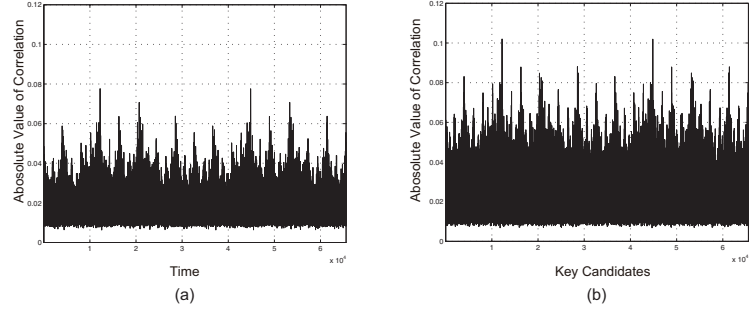 0.12
0.1
0.08
0.06
0.04
0.02
0
Abosolute Value of Correlation
1 2 3 4 5 6
x 10⁴
Time
(a)
0.12
0.1
0.08
0.06
0.04
0.02
0
Abosolute Value of Correlation
1 2 3 4 5 6
x 10⁴
Key Candidates
(b)